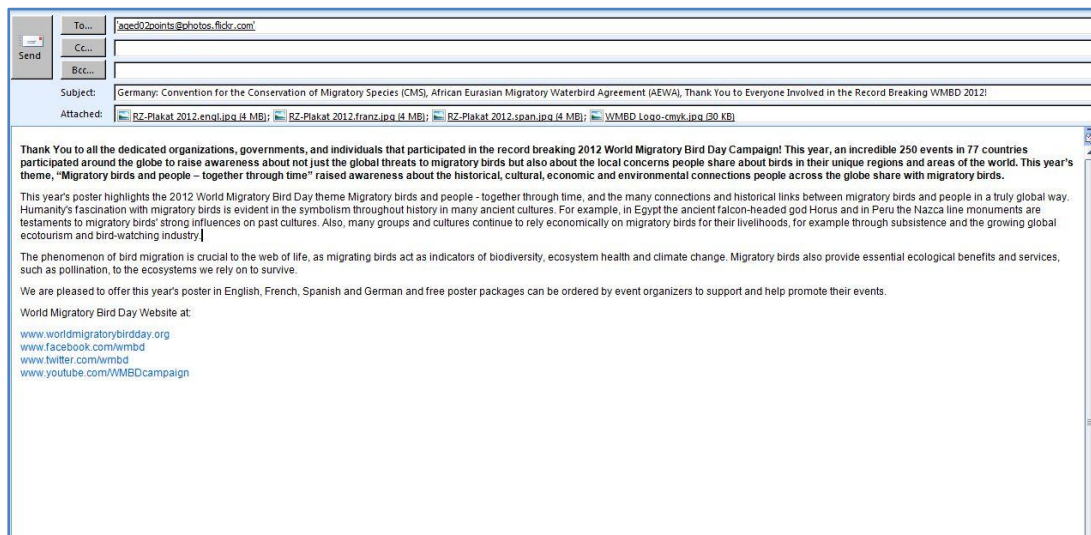 To...
'aqed02points@photos.flickr.com'
Send
Cc...
Bcc...
Subject: Germany: Convention for the Conservation of Migratory Species (CMS), African Eurasian Migratory Waterbird Agreement (AEWA), Thank You to Everyone Involved in the Record Breaking WMBD 2012!
Attached: RZ-Plakat 2012.engl.jpg (4 MB); RZ-Plakat 2012.franz.jpg (4 MB); RZ-Plakat 2012.span.jpg (4 MB); WMBD Logo-cmyk.jpg (30 KB)
Thank You to all the dedicated organizations, governments, and individuals that participated in the record breaking 2012 World Migratory Bird Day Campaign! This year, an incredible 250 events in 77 countries
participated around the globe to raise awareness about not just the global threats to migratory birds but also about the local concerns people share about birds in their unique regions and areas of the world. This year's
theme, “Migratory birds and people – together through time” raised awareness about the historical, cultural, economic and environmental connections people across the globe share with migratory birds.
This year's poster highlights the 2012 World Migratory Bird Day theme Migratory birds and people - together through time, and the many connections and historical links between migratory birds and people in a truly global way.
Humanity's fascination with migratory birds is evident in the symbolism throughout history in many ancient cultures. For example, in Egypt the ancient falcon-headed god Horus and in Peru the Nazca line monuments are
testaments to migratory birds' strong influences on past cultures. Also, many groups and cultures continue to rely economically on migratory birds for their livelihoods, for example through subsistence and the growing global
ecotourism and bird-watching industry.
The phenomenon of bird migration is crucial to the web of life, as migrating birds act as indicators of biodiversity, ecosystem health and climate change. Migratory birds also provide essential ecological benefits and services,
such as pollination, to the ecosystems we rely on to survive.
We are pleased to offer this year's poster in English, French, Spanish and German and free poster packages can be ordered by event organizers to support and help promote their events.
World Migratory Bird Day Website at:
www.worldmigratorybirdday.org
www.facebook.com/wmbd
www.twitter.com/wmbd
www.youtube.com/WMBDcampaign